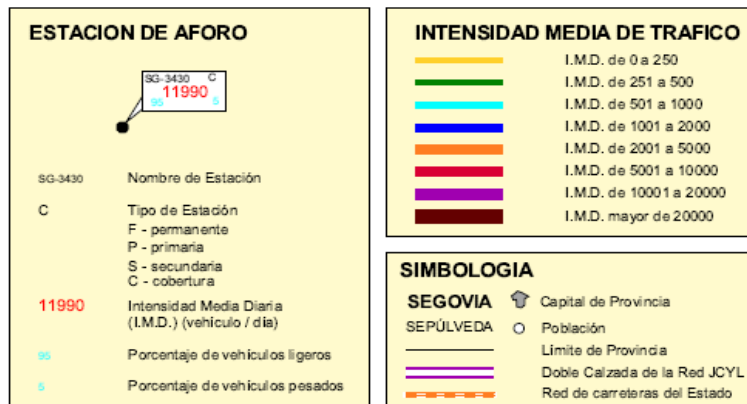 ESTACION DE AFORO
SG-3430 C
11990
95 5
SG-3430 Nombre de Estación
C Tipo de Estación
F - permanente
P - primaria
S - secundaria
C - cobertura
11990 Intensidad Media Diaria
(I.M.D.) (vehículo / día)
95 Porcentaje de vehículos ligeros
5 Porcentaje de vehículos pesados
INTENSIDAD MEDIA DE TRAFICO
I.M.D. de 0 a 250
I.M.D. de 251 a 500
I.M.D. de 501 a 1000
I.M.D. de 1001 a 2000
I.M.D. de 2001 a 5000
I.M.D. de 5001 a 10000
I.M.D. de 10001 a 20000
I.M.D. mayor de 20000
SIMBOLOGIA
SEGOVIA Capital de Provincia
SEPÚLVEDA Población
Límite de Provincia
Doble Calzada de la Red JCYL
Red de carreteras del Estado